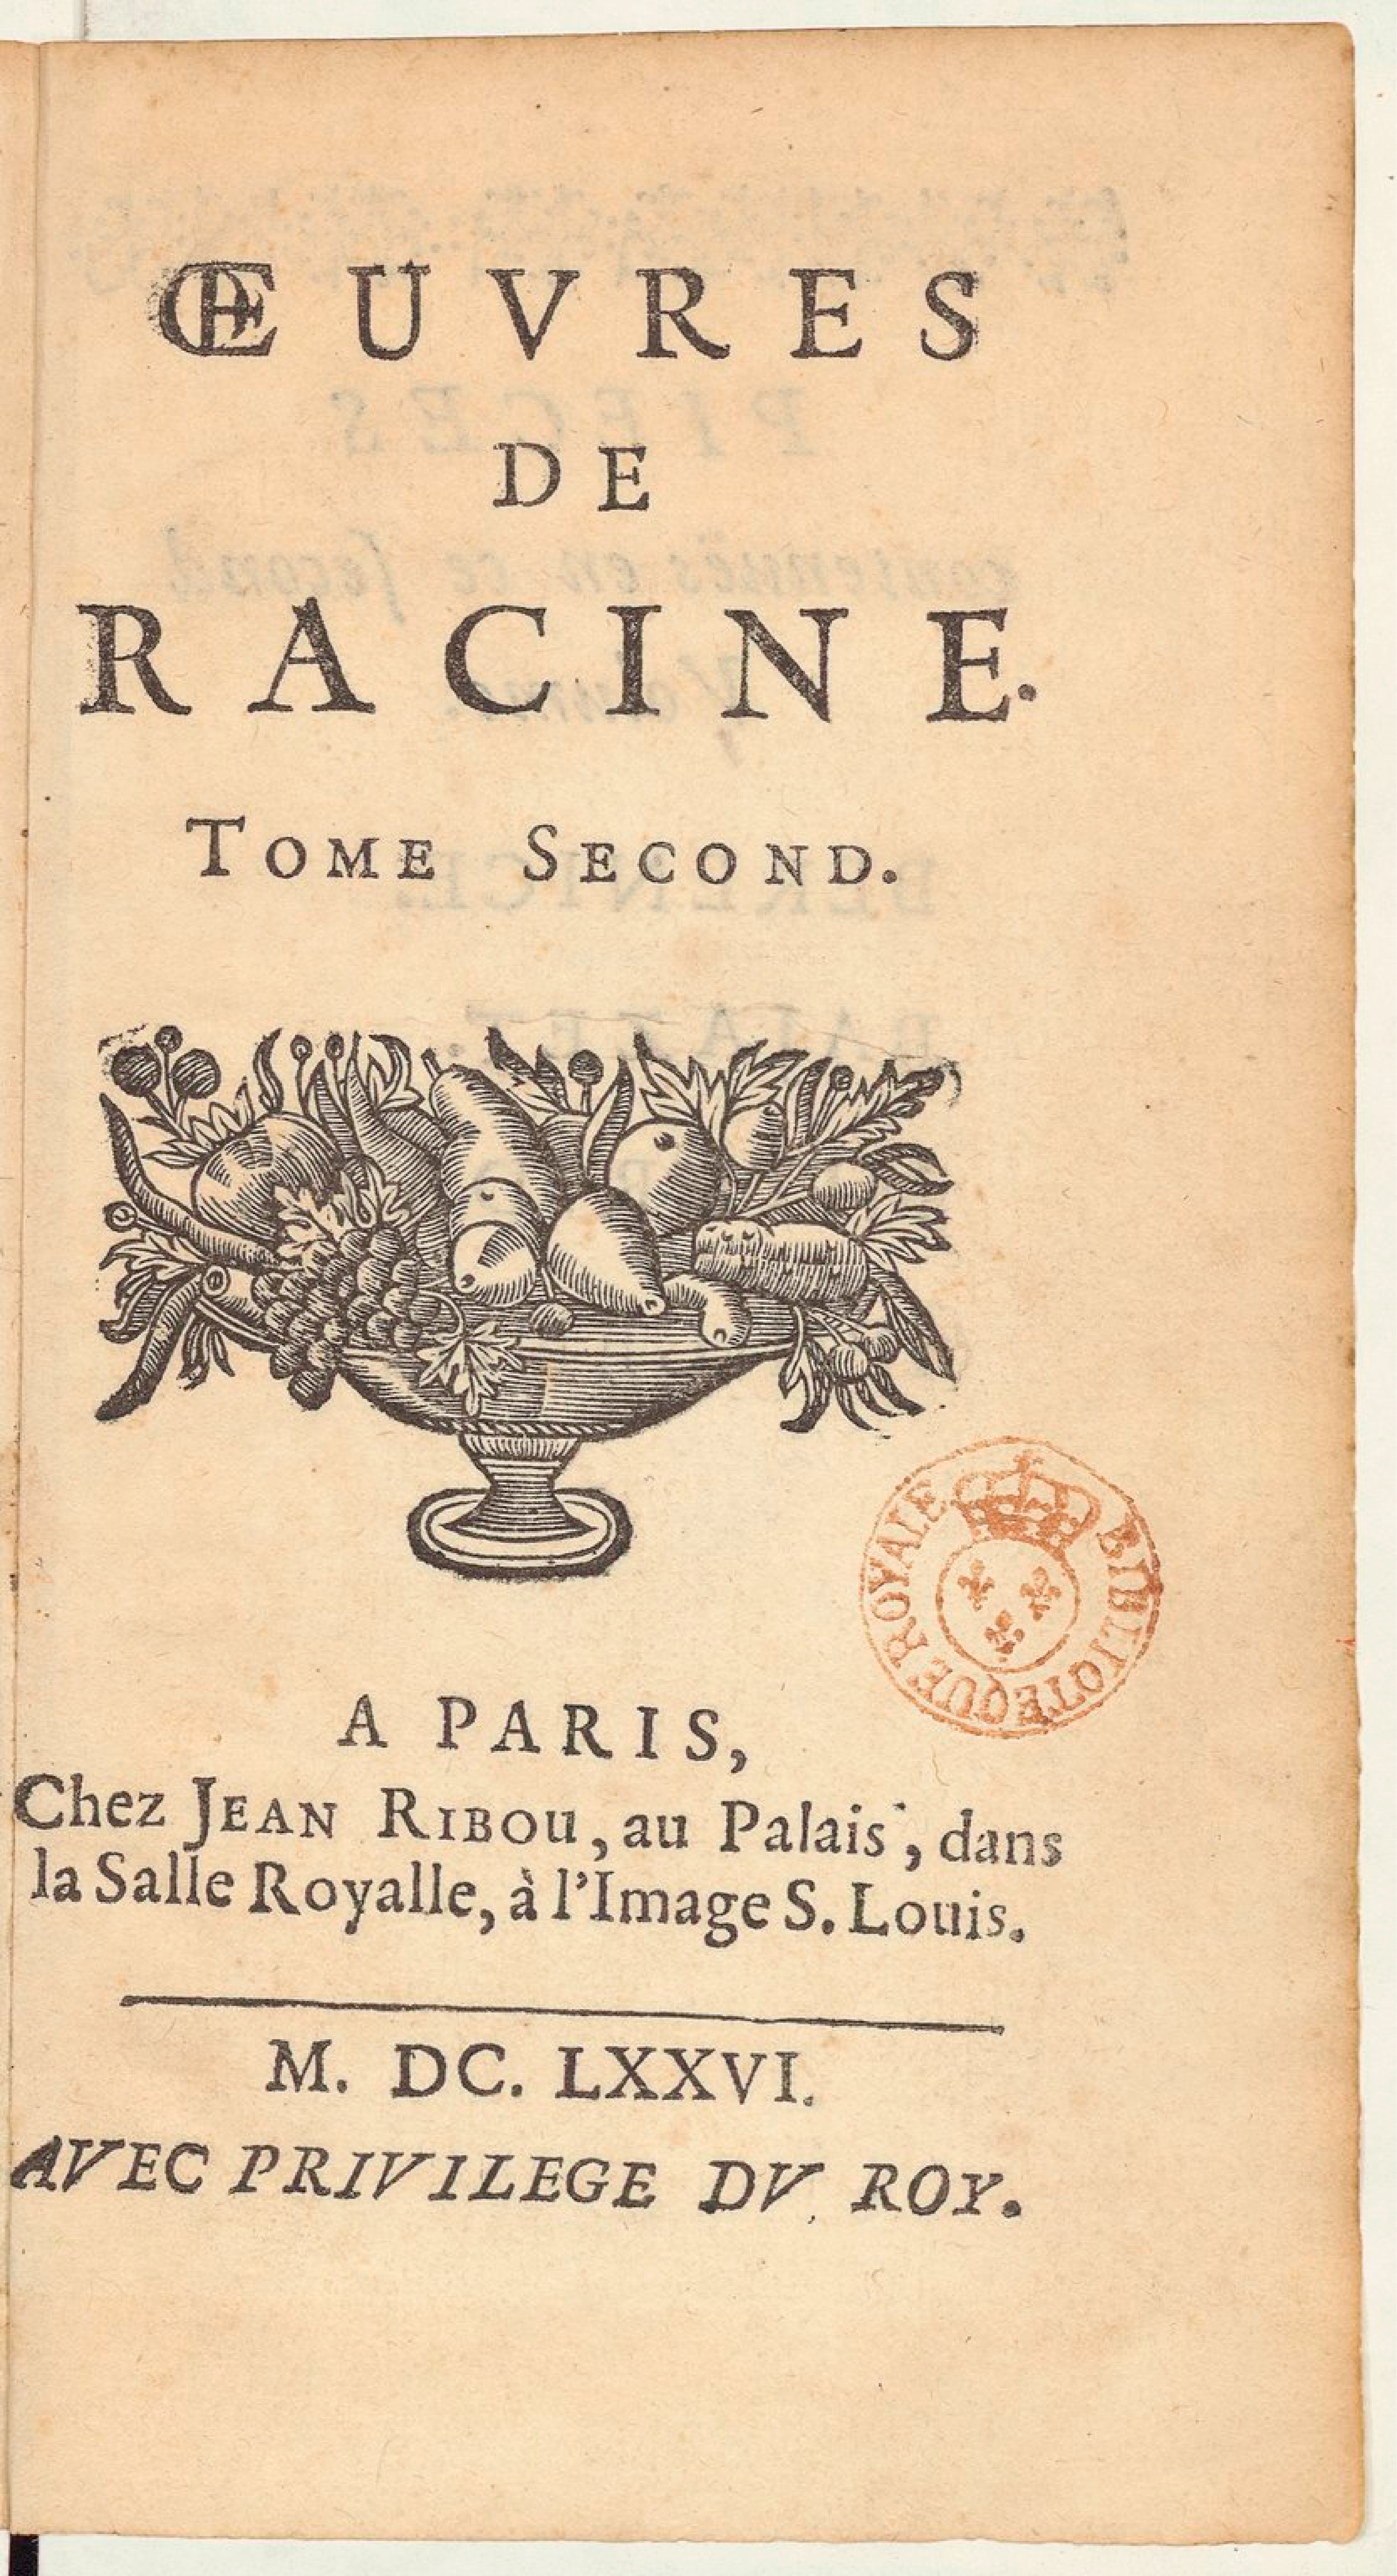 ŒUVRES
DE
RACINE.
TOME SECOND.
BIBLIOTEQUE ROYALE
A PARIS,
Chez JEAN RIBOU, au Palais, dans
la Salle Royalle, à l'Image S. Louis.
M. DC. LXXVI.
AVEC PRIVILEGE DV ROY.